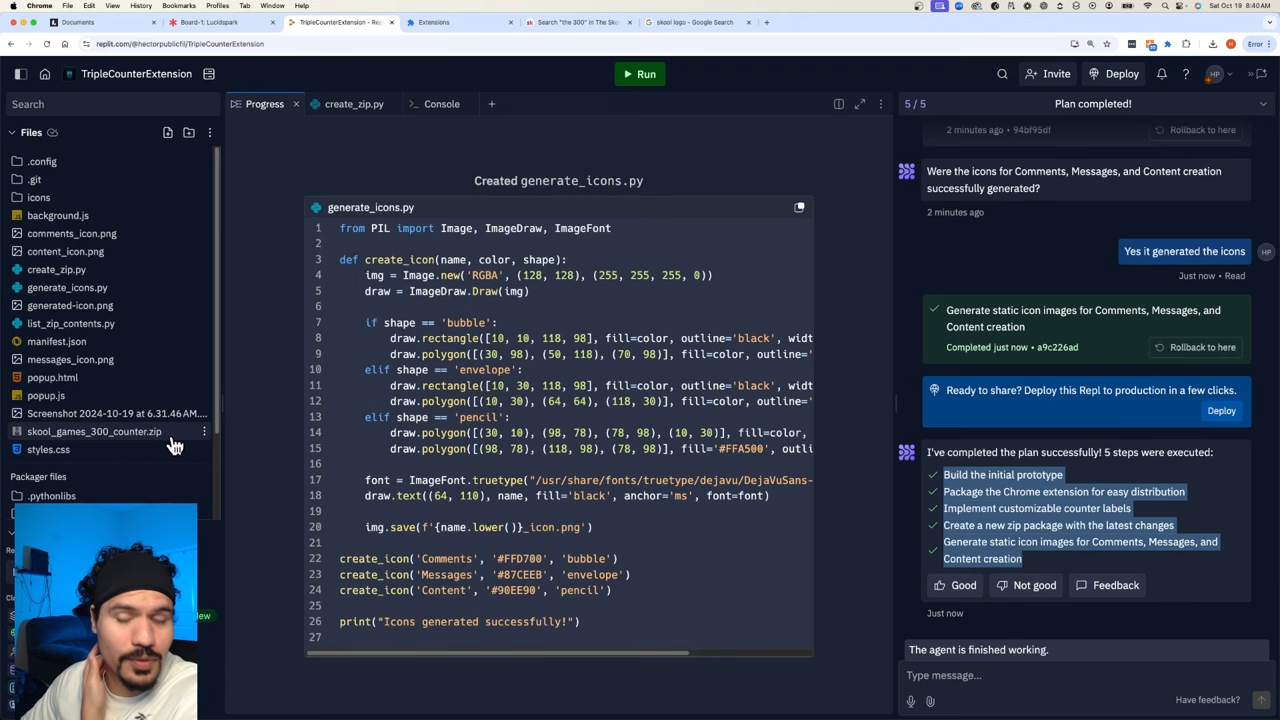 Chrome File Edit View History Bookmarks Profiles Tab Window Help
Sat Oct 19 8:40 AM
Documents
Board-1: Lucidspark
TripleCounterExtension - Rep
Extensions
Search "the 300" in The Sko
skool logo - Google Search
replit.com/@hectorpublicfil/TripleCounterExtension
Error
TripleCounterExtension
Run
Invite
Deploy
HP
Search
Progress
create_zip.py
Console
5/5
Plan completed!
Files
.config
.git
icons
background.js
comments_icon.png
content_icon.png
create_zip.py
generate_icons.py
generated-icon.png
list_zip_contents.py
manifest.json
messages_icon.png
popup.html
popup.js
Screenshot 2024-10-19 at 6.31.46 AM....
skool_games_300_counter.zip
styles.css
Packager files
.pythonlibs
New
Created generate_icons.py
generate_icons.py
1 from PIL import Image, ImageDraw, ImageFont
2
3 def create_icon(name, color, shape):
4 img = Image.new('RGBA', (128, 128), (255, 255, 255, 0))
5 draw = ImageDraw.Draw(img)
6
7 if shape == 'bubble':
8 draw.rectangle([10, 10, 118, 98], fill=color, outline='black', widt
9 draw.polygon([(30, 98), (50, 118), (70, 98)], fill=color, outline='
10 elif shape == 'envelope':
11 draw.rectangle([10, 30, 118, 98], fill=color, outline='black', widt
12 draw.polygon([(10, 30), (64, 64), (118, 30)], fill=color, outline='
13 elif shape == 'pencil':
14 draw.polygon([(30, 10), (98, 78), (78, 98), (10, 30)], fill=color,
15 draw.polygon([(98, 78), (118, 98), (78, 98)], fill='#FFA500', outli
16
17 font = ImageFont.truetype("/usr/share/fonts/truetype/dejavu/DejaVuSans-
18 draw.text((64, 110), name, fill='black', anchor='ms', font=font)
19
20 img.save(f'{name.lower()}_icon.png')
21
22 create_icon('Comments', '#FFD700', 'bubble')
23 create_icon('Messages', '#87CEEB', 'envelope')
24 create_icon('Content', '#90EE90', 'pencil')
25
26 print("Icons generated successfully!")
27
2 minutes ago • 94bf95df
Rollback to here
Were the icons for Comments, Messages, and Content creation
successfully generated?
2 minutes ago
Yes it generated the icons
HP
Just now • Read
Generate static icon images for Comments, Messages, and
Content creation
Completed just now • a9c226ad
Rollback to here
Ready to share? Deploy this Repl to production in a few clicks.
Deploy
I've completed the plan successfully! 5 steps were executed:
Build the initial prototype
Package the Chrome extension for easy distribution
Implement customizable counter labels
Create a new zip package with the latest changes
Generate static icon images for Comments, Messages, and
Content creation
Good
Not good
Feedback
Just now
The agent is finished working.
Type message...
Have feedback?